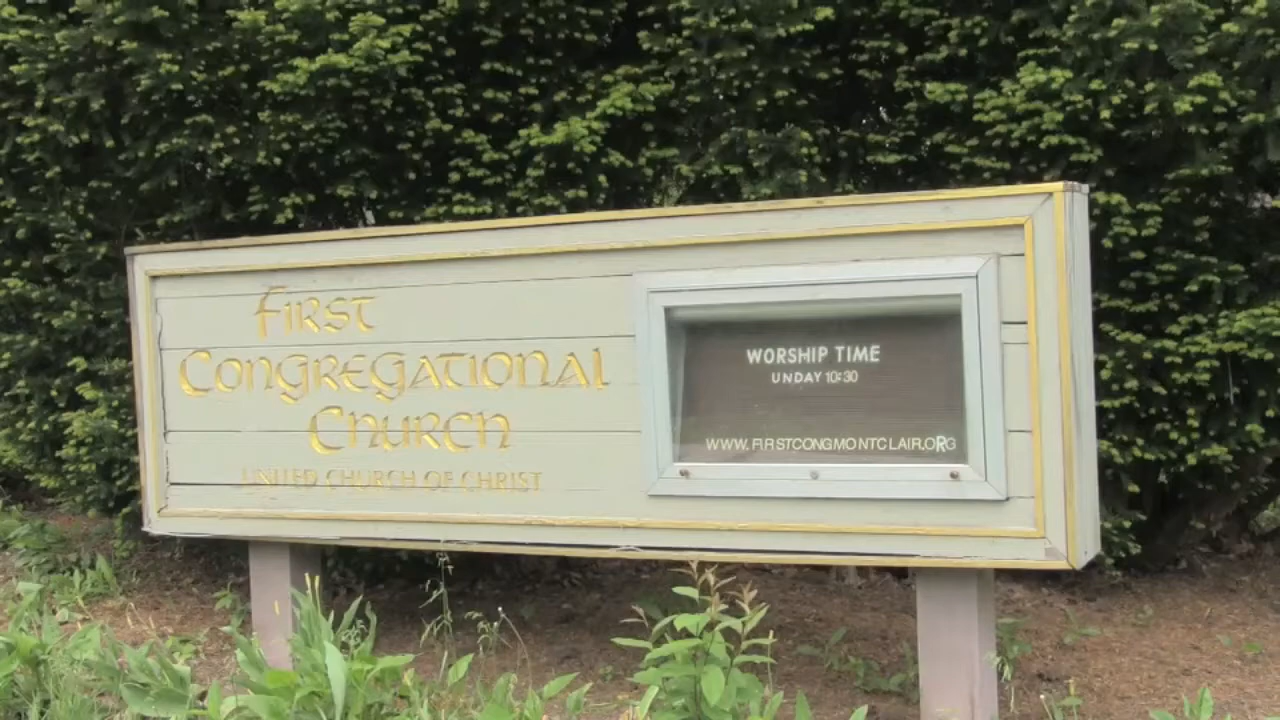 First
Congregational
Church
UNITED CHURCH OF CHRIST
WORSHIP TIME
UNDAY 10:30
WWW.FIRSTCONGMONTCLAIR.ORG